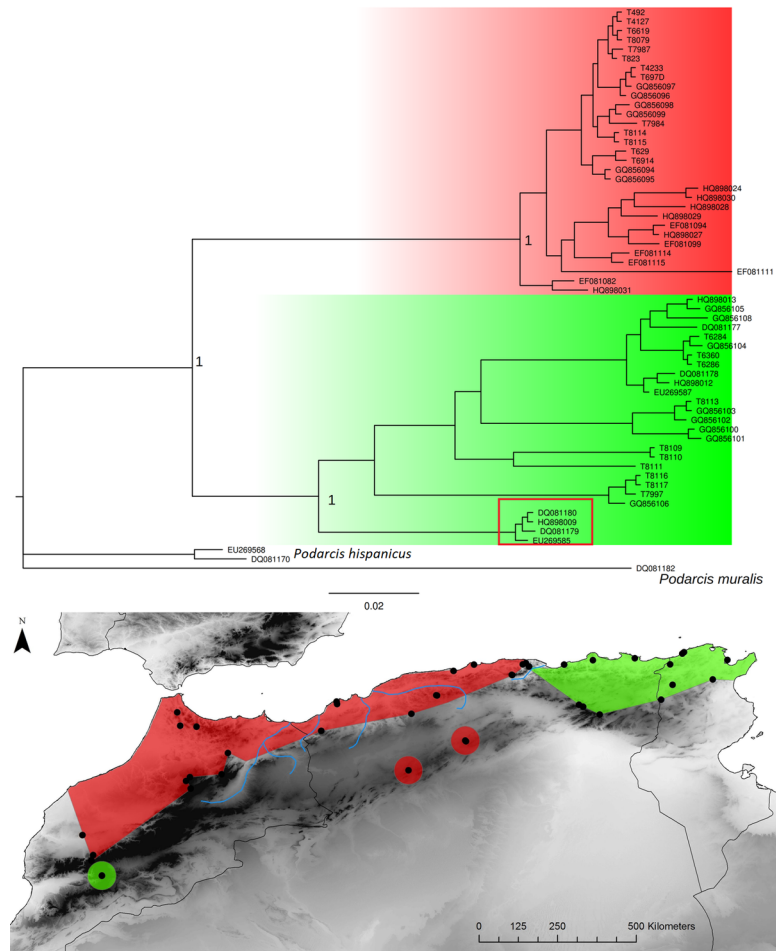 T492
T4127
T6619
T8079
T7987
T823
T4233
T697D
GQ856097
GQ856096
GQ856098
GQ856099
T7984
T8114
T8115
T629
T6914
GQ856094
GQ856095
HQ898024
HQ898030
HQ898028
HQ898029
EF081094
HQ898027
EF081099
1
EF081114
EF081115
EF081111
EF081082
HQ898031
HQ898013
GQ856105
GQ856108
DQ081177
T6284
GQ856104
T6360
1
T6286
DQ081178
HQ898012
EU269587
T8113
GQ856103
GQ856102
GQ856100
GQ856101
T8109
T8110
T8111
T8116
T8117
1
T7997
GQ856106
DQ081180
HQ898009
DQ081179
EU269585
EU269568
Podarcis hispanicus
DQ081170
DQ081182
Podarcis muralis
0.02
N
0 125 250 500 Kilometers